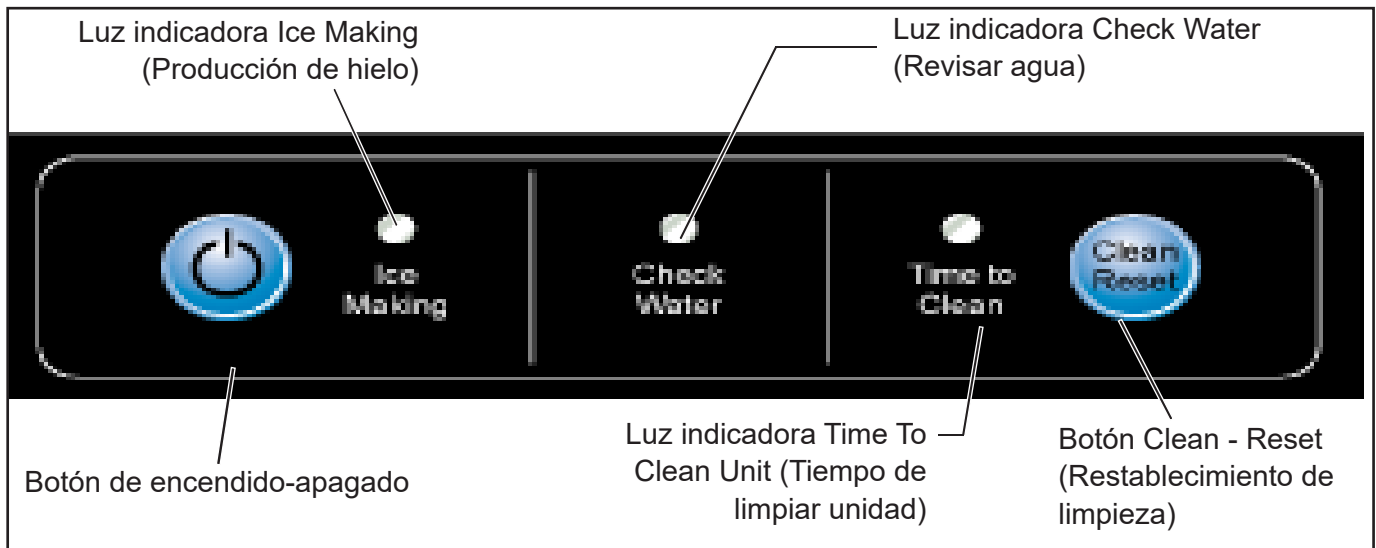 Luz indicadora Ice Making
(Producción de hielo)
Luz indicadora Check Water
(Revisar agua)
Ice
Making
Check
Water
Time to
Clean
Clean
Reset
Botón de encendido-apagado
Luz indicadora Time To
Clean Unit (Tiempo de
limpiar unidad)
Botón Clean - Reset
(Restablecimiento de
limpieza)